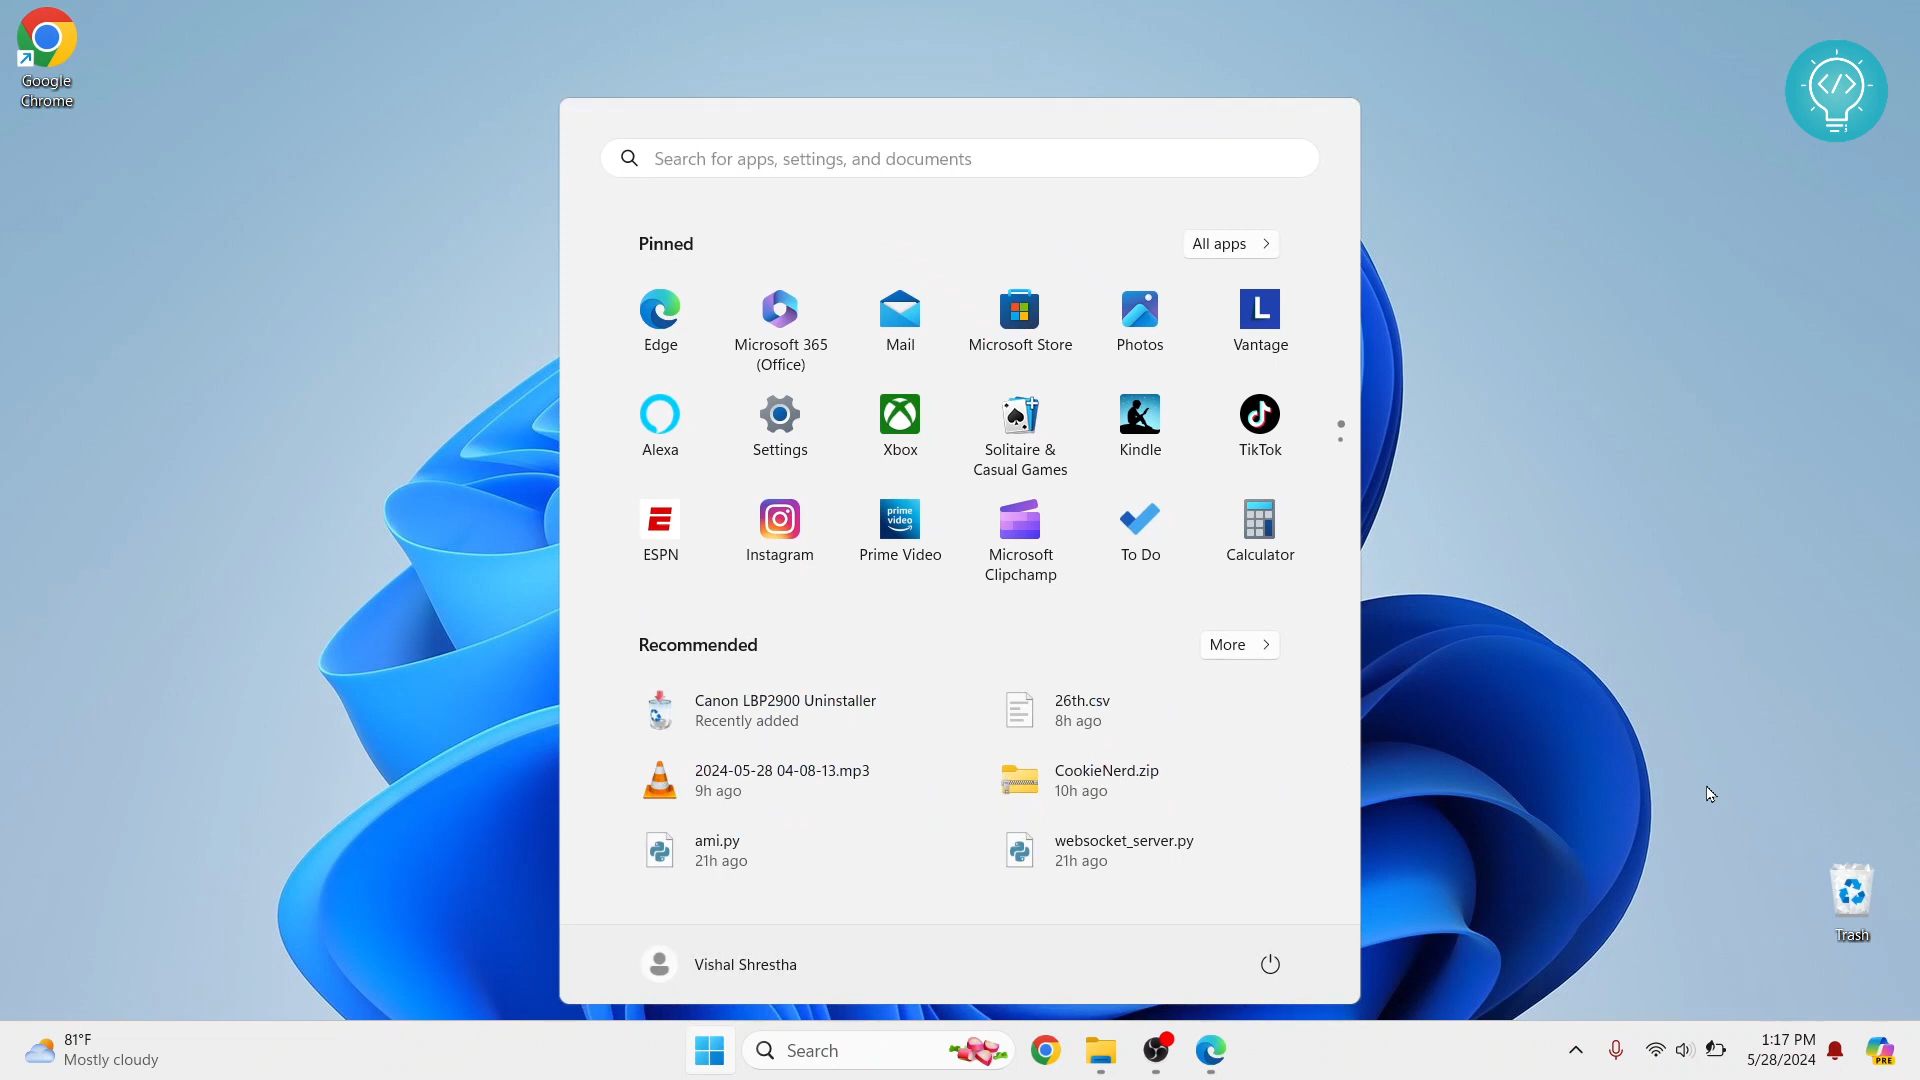 Google
Chrome
Search for apps, settings, and documents
Pinned
All apps
Edge
Microsoft 365
(Office)
Mail
Microsoft Store
Photos
L
Vantage
Alexa
Settings
Xbox
Solitaire &
Casual Games
Kindle
TikTok
E
ESPN
Instagram
prime
video
Prime Video
Microsoft
Clipchamp
To Do
Calculator
Recommended
More
Canon LBP2900 Uninstaller
Recently added
26th.csv
8h ago
2024-05-28 04-08-13.mp3
9h ago
CookieNerd.zip
10h ago
ami.py
21h ago
websocket_server.py
21h ago
Vishal Shrestha
Trash
81°F
Mostly cloudy
Search
1:17 PM
5/28/2024
PRE